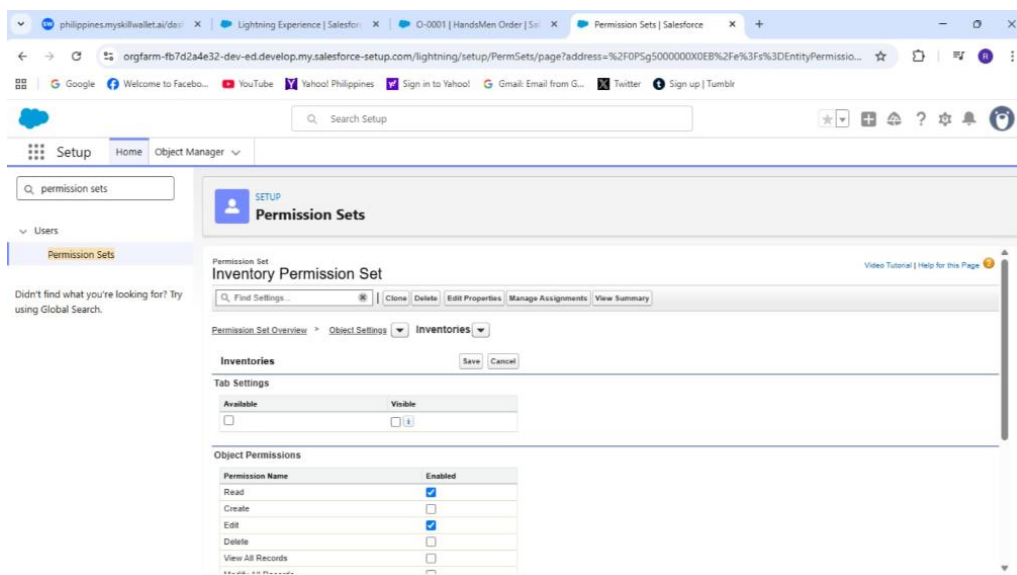 philippines.myskillwallet.ai/das
Lightning Experience | Salesforc
O-0001 | HandsMen Order | Sal
Permission Sets | Salesforce
orgfarm-fb7d2a4e32-dev-ed.develop.my.salesforce-setup.com/lightning/setup/PermSets/page?address=%2F0PSg5000000X0EB%2Fe%3Fs%3DEntityPermissio...
Google Welcome to Facebo... YouTube Yahoo! Philippines Sign in to Yahoo! Gmail: Email from G... Twitter Sign up | Tumblr
Search Setup
Setup Home Object Manager
permission sets
SETUP
Permission Sets
Users
Permission Sets
Didn't find what you're looking for? Try
using Global Search.
Permission Set
Inventory Permission Set
Video Tutorial | Help for this Page
Find Settings... | Clone Delete Edit Properties Manage Assignments View Summary
Permission Set Overview > Object Settings Inventories
Inventories Save Cancel
Tab Settings
Available Visible
Object Permissions
Permission Name Enabled
Read
Create
Edit
Delete
View All Records
Modify All Records